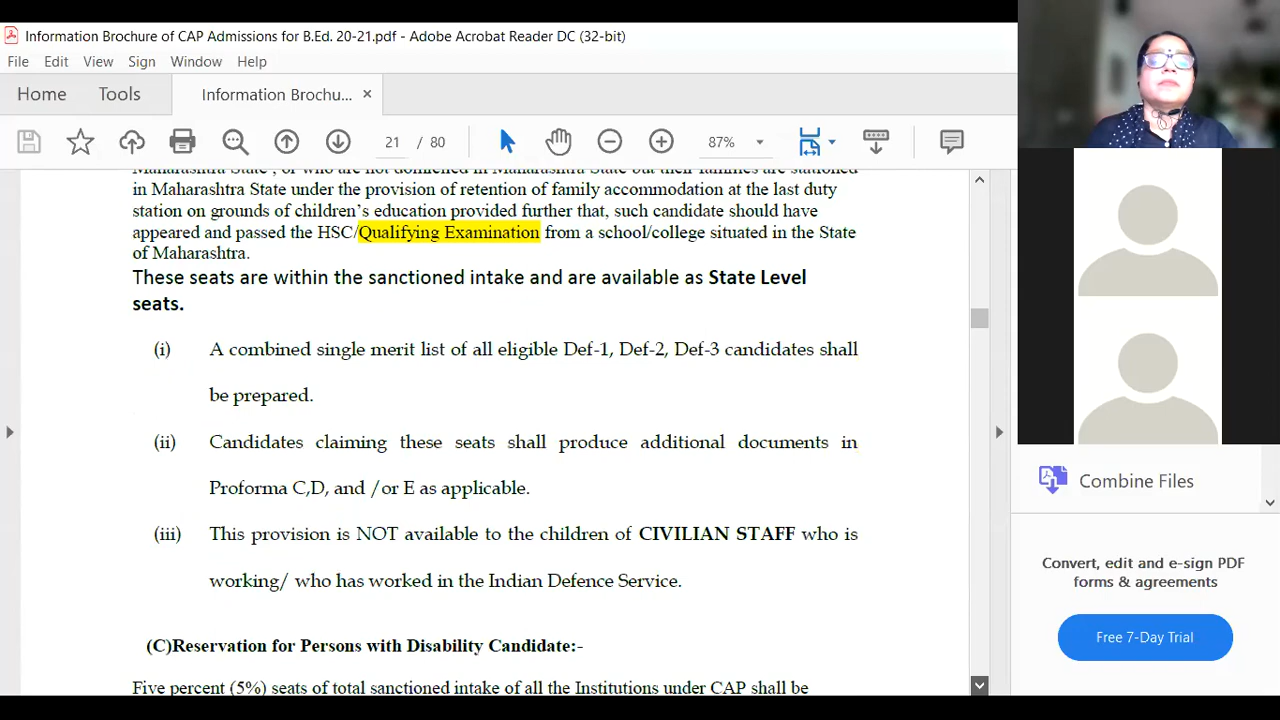 Information Brochure of CAP Admissions for B.Ed. 20-21.pdf - Adobe Acrobat Reader DC (32-bit)
File Edit View Sign Window Help
Home Tools Information Brochu... ×
21 / 80 87%
Maharashtra State , or who are not domiciled in Maharashtra State but their families are stationed
in Maharashtra State under the provision of retention of family accommodation at the last duty
station on grounds of children’s education provided further that, such candidate should have
appeared and passed the HSC/Qualifying Examination from a school/college situated in the State
of Maharashtra.
These seats are within the sanctioned intake and are available as State Level
seats.
(i) A combined single merit list of all eligible Def-1, Def-2, Def-3 candidates shall
be prepared.
(ii) Candidates claiming these seats shall produce additional documents in
Proforma C,D, and /or E as applicable.
(iii) This provision is NOT available to the children of CIVILIAN STAFF who is
working/ who has worked in the Indian Defence Service.
(C)Reservation for Persons with Disability Candidate:-
Five percent (5%) seats of total sanctioned intake of all the Institutions under CAP shall be
Combine Files
Convert, edit and e-sign PDF
forms & agreements
Free 7-Day Trial